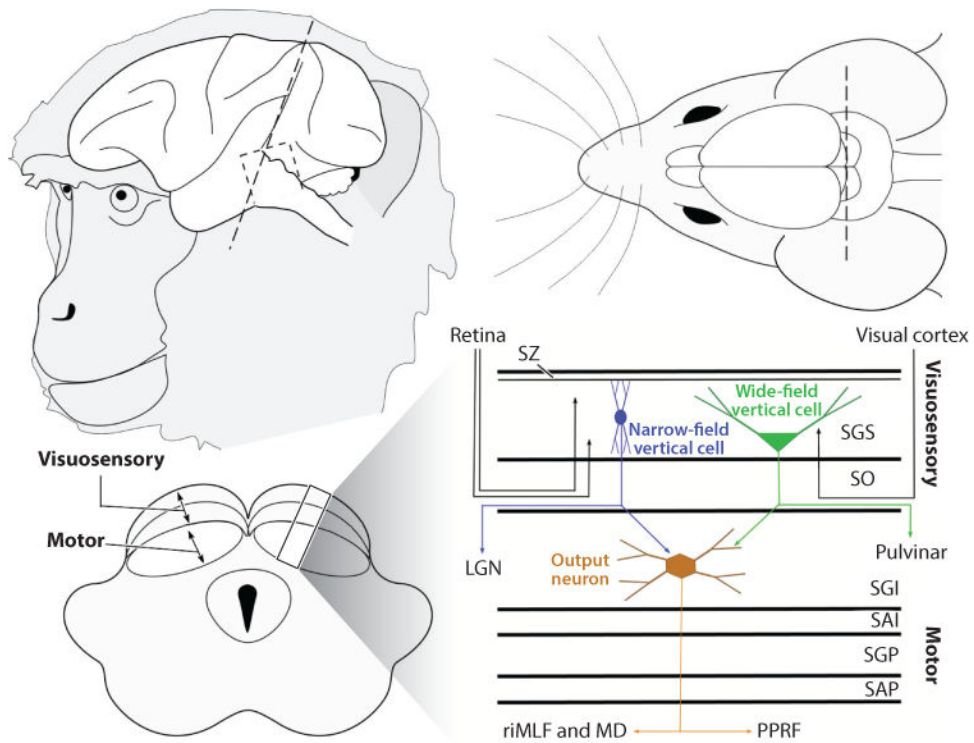 Retina
Visual cortex
SZ
Wide-field
vertical cell
Narrow-field
vertical cell
SGS
SO
Visuosensory
Visuosensory
Motor
LGN
Output
neuron
Pulvinar
SGI
SAI
SGP
SAP
Motor
riMLF and MD
PPRF